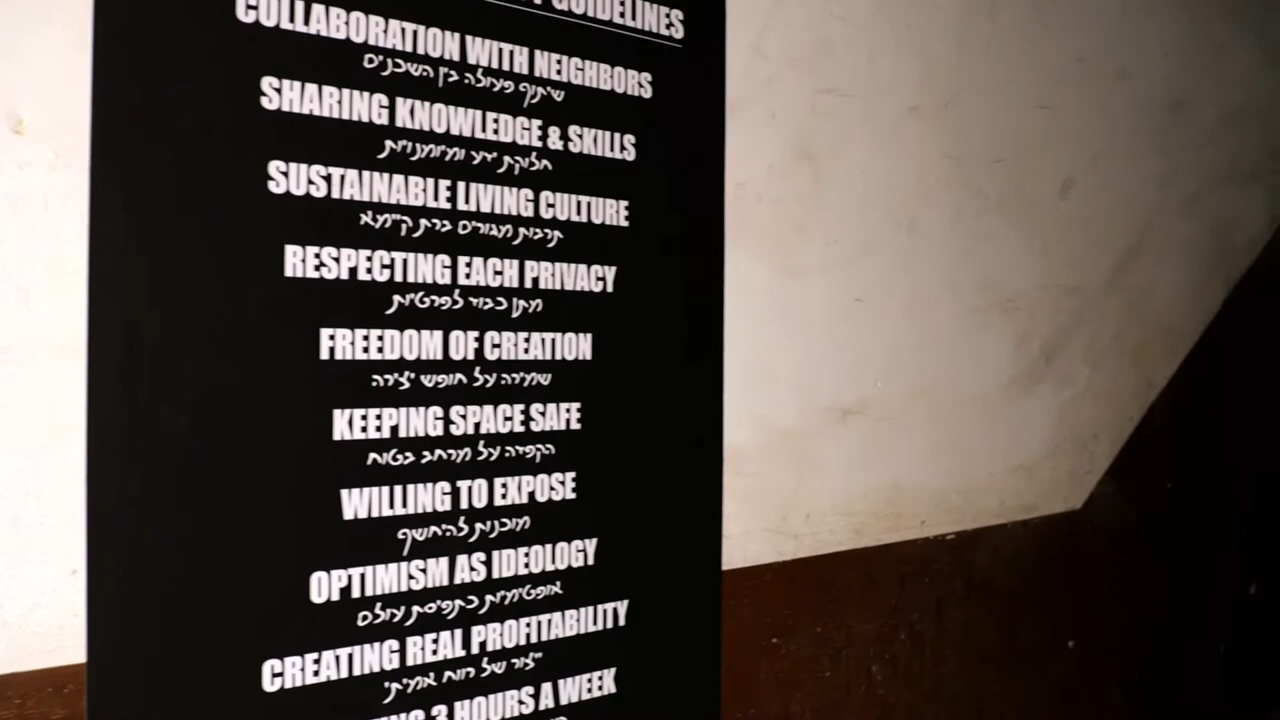 GUIDELINES
COLLABORATION WITH NEIGHBORS
שיתוף פעולה בין השכנים
SHARING KNOWLEDGE & SKILLS
חלוקת ידע ומיומנויות
SUSTAINABLE LIVING CULTURE
תרבות מגורים ברת קיימא
RESPECTING EACH PRIVACY
מתן כבוד לפרטיות
FREEDOM OF CREATION
שמירה על חופש יצירה
KEEPING SPACE SAFE
הקפדה על מרחב בטוח
WILLING TO EXPOSE
מוכנות להיחשף
OPTIMISM AS IDEOLOGY
אופטימיות כתפיסת עולם
CREATING REAL PROFITABILITY
ייצור של רווח אמיתי
3 HOURS A WEEK